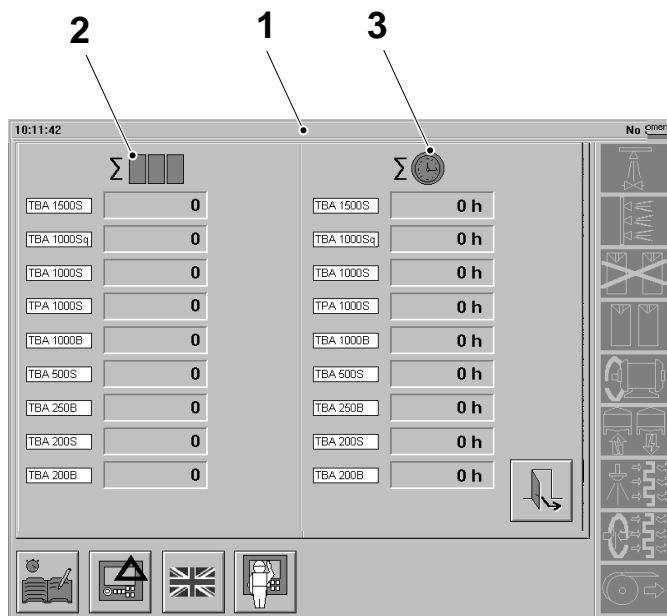 2 1 3
10:11:42 No
Σ Σ
TBA 1500S 0 TBA 1500S 0 h
TBA 1000Sq 0 TBA 1000Sq 0 h
TBA 1000S 0 TBA 1000S 0 h
TPA 1000S 0 TPA 1000S 0 h
TBA 1000B 0 TBA 1000B 0 h
TBA 500S 0 TBA 500S 0 h
TBA 250B 0 TBA 250B 0 h
TBA 200S 0 TBA 200S 0 h
TBA 200B 0 TBA 200B 0 h